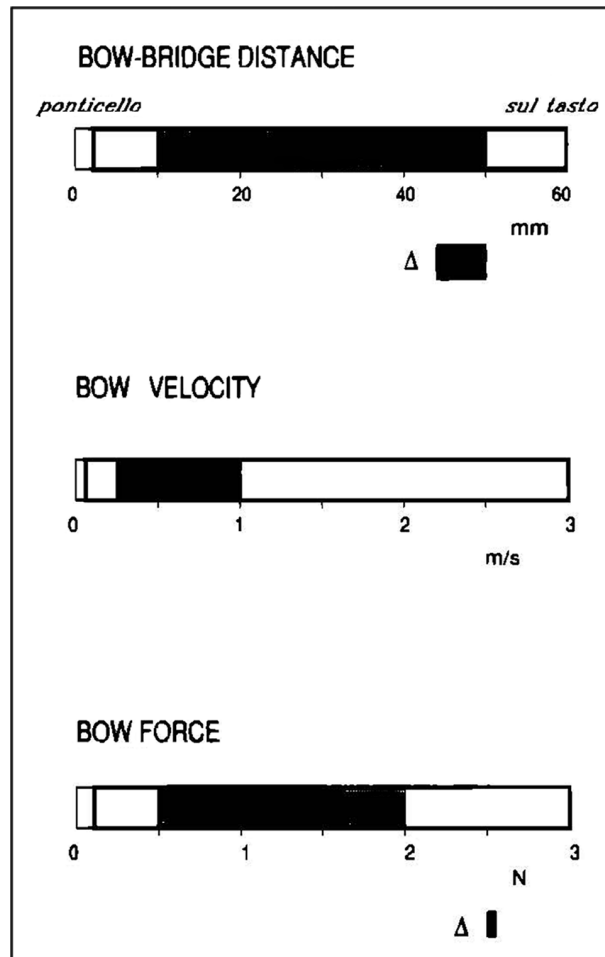 BOW-BRIDGE DISTANCE
ponticello sul tasto
0 20 40 60
mm
Δ
BOW VELOCITY
0 1 2 3
m/s
BOW FORCE
0 1 2 3
N
Δ